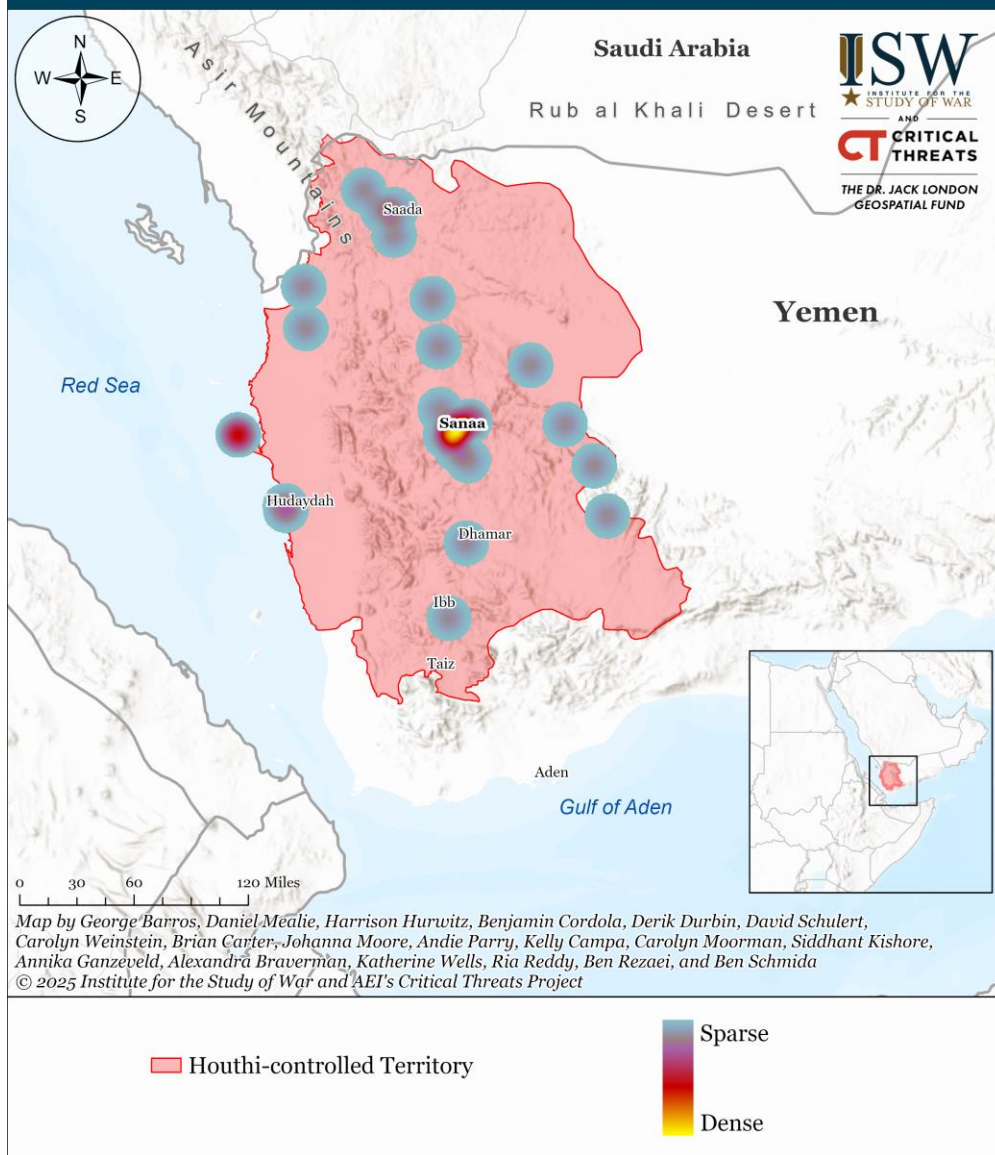 N
W
E
S
Asir Mountains
Saudi Arabia
Rub al Khali Desert
ISW
INSTITUTE FOR THE
STUDY OF WAR
AND
CT CRITICAL
THREATS
THE DR. JACK LONDON
GEOSPATIAL FUND
Saada
Yemen
Red Sea
Sanaa
Hudaydah
Dhamar
Ibb
Taiz
Aden
Gulf of Aden
0 30 60 120 Miles
Map by George Barros, Daniel Mealie, Harrison Hurwitz, Benjamin Cordola, Derik Durbin, David Schulert,
Carolyn Weinstein, Brian Carter, Johanna Moore, Andie Parry, Kelly Campa, Carolyn Moorman, Siddhant Kishore,
Annika Ganzeveld, Alexandra Braverman, Katherine Wells, Ria Reddy, Ben Rezaei, and Ben Schmida
© 2025 Institute for the Study of War and AEI's Critical Threats Project
Houthi-controlled Territory
Sparse
Dense